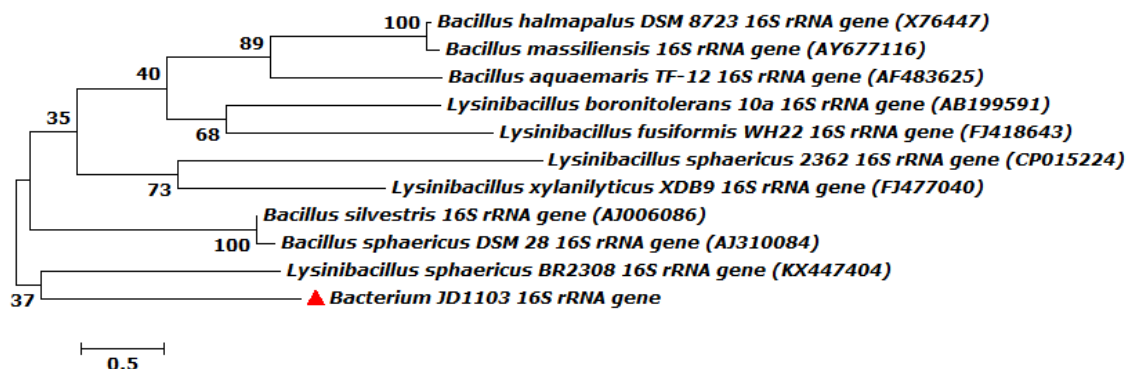 100 Bacillus halmapalus DSM 8723 16S rRNA gene (X76447)
89 Bacillus massiliensis 16S rRNA gene (AY677116)
40 Bacillus aquaemaris TF-12 16S rRNA gene (AF483625)
Lysinibacillus boronitolerans 10a 16S rRNA gene (AB199591)
35 68 Lysinibacillus fusiformis WH22 16S rRNA gene (FJ418643)
Lysinibacillus sphaericus 2362 16S rRNA gene (CP015224)
73 Lysinibacillus xylanilyticus XDB9 16S rRNA gene (FJ477040)
Bacillus silvestris 16S rRNA gene (AJ006086)
100 Bacillus sphaericus DSM 28 16S rRNA gene (AJ310084)
Lysinibacillus sphaericus BR2308 16S rRNA gene (KX447404)
37 Bacterium JD1103 16S rRNA gene
0.5